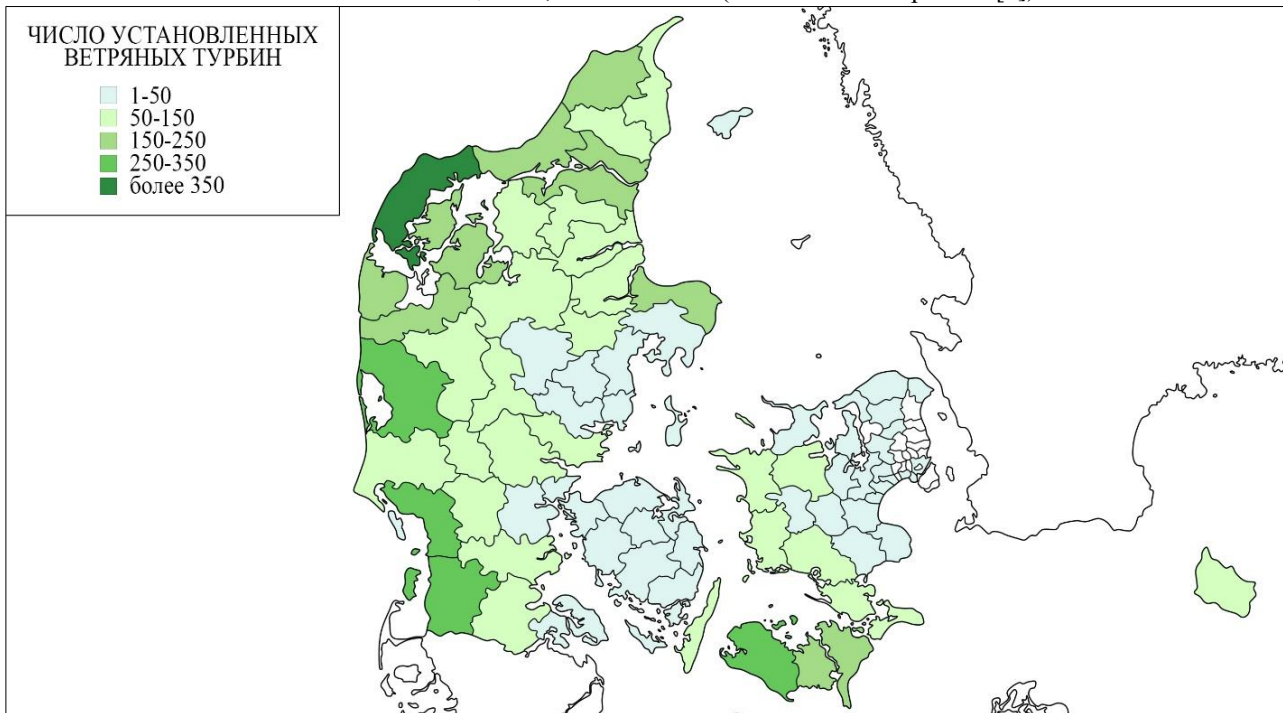 ЧИСЛО УСТАНОВЛЕННЫХ
ВЕТРЯНЫХ ТУРБИН
1-50
50-150
150-250
250-350
более 350